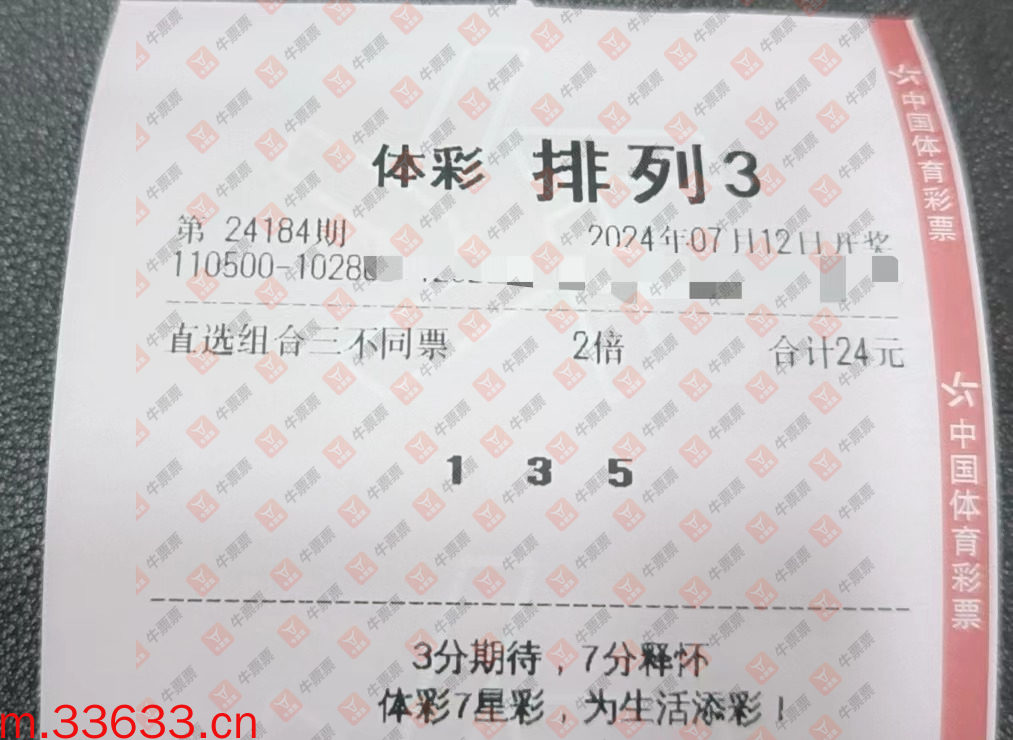 体彩 排列3
第 24184期 2024年07月12日开奖
110500-10286
直选组合三不同票 2倍 合计24元
1 3 5
3分期待，7分释怀
体彩7星彩，为生活添彩！
中国体育彩票
中国体育彩票
牛票票
m.33633.cn